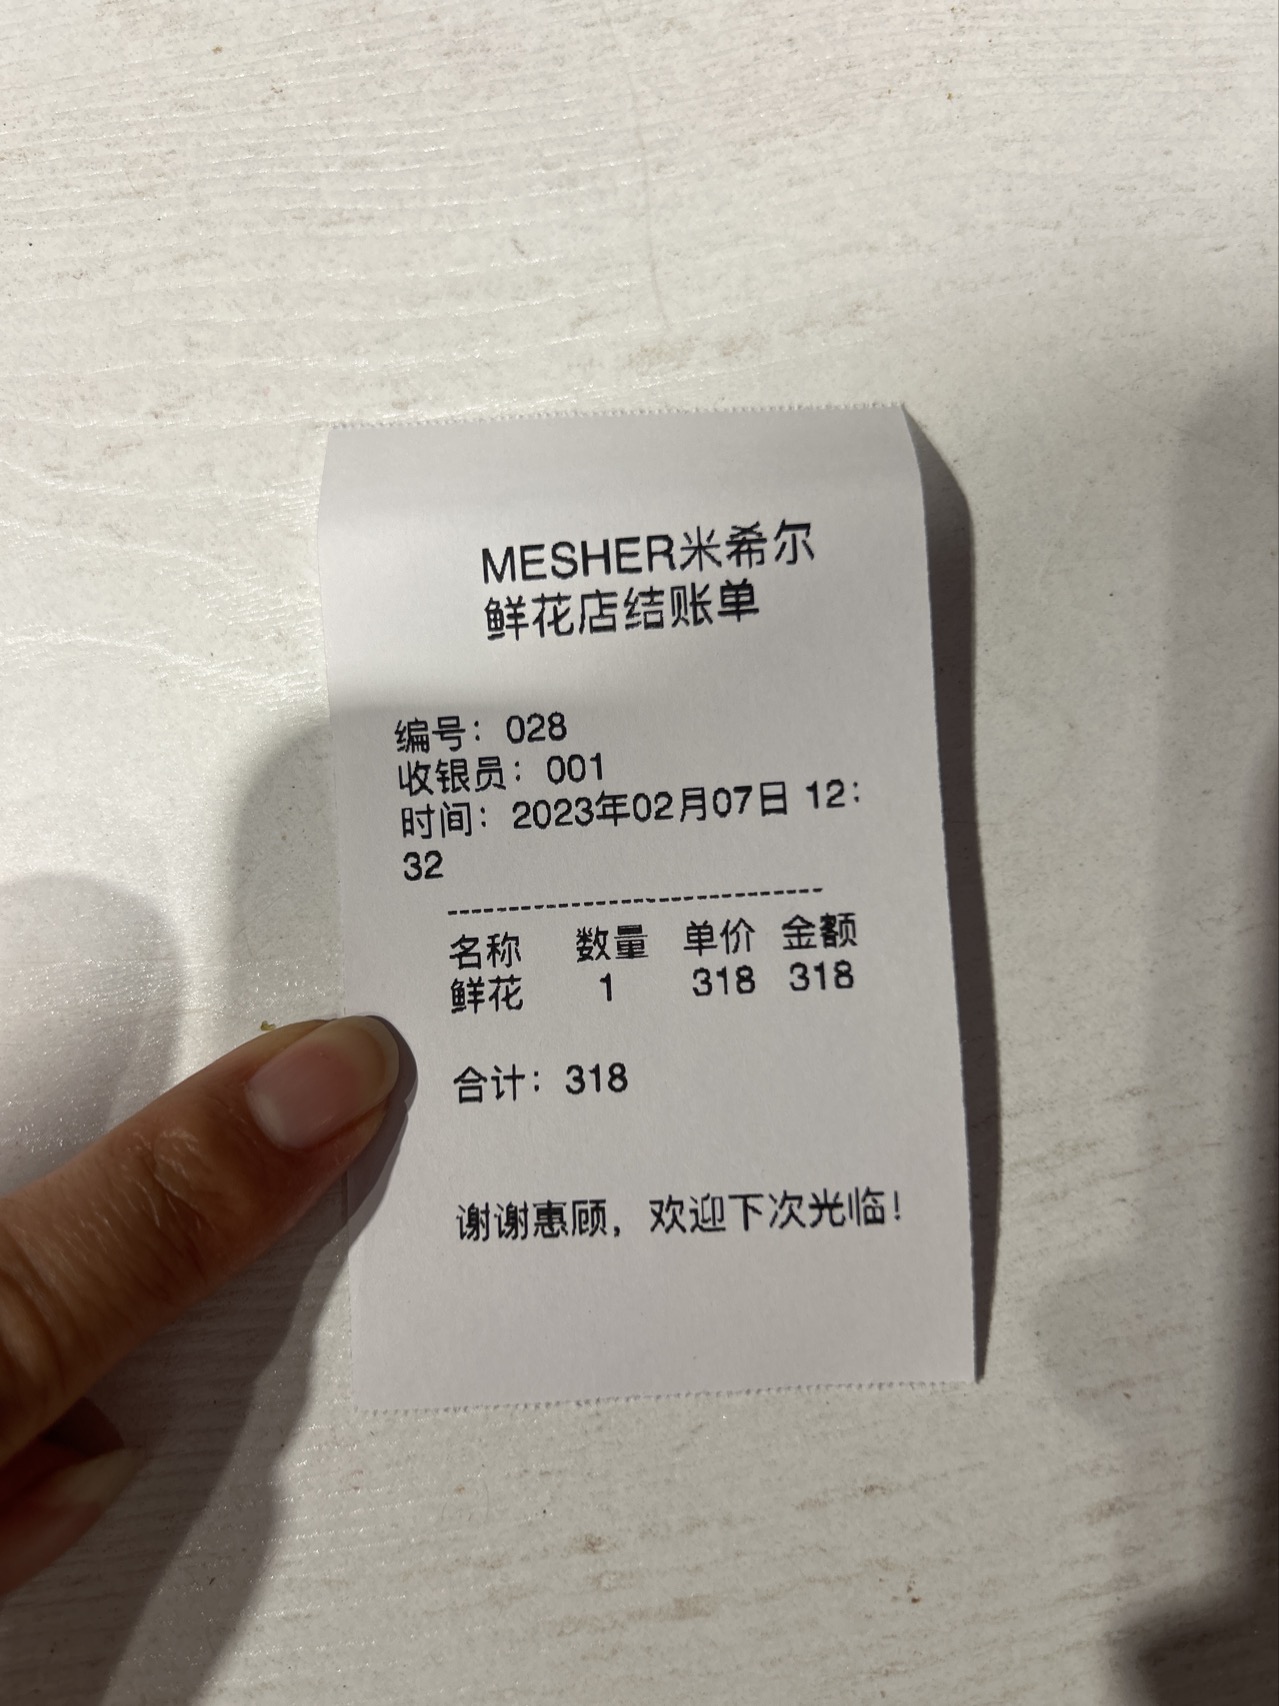 MESHER米希尔
鲜花店结账单
编号：028
收银员：001
时间：2023年02月07日 12：
32
--------------------------------
名称 数量 单价 金额
鲜花 1 318 318
合计：318
谢谢惠顾，欢迎下次光临！